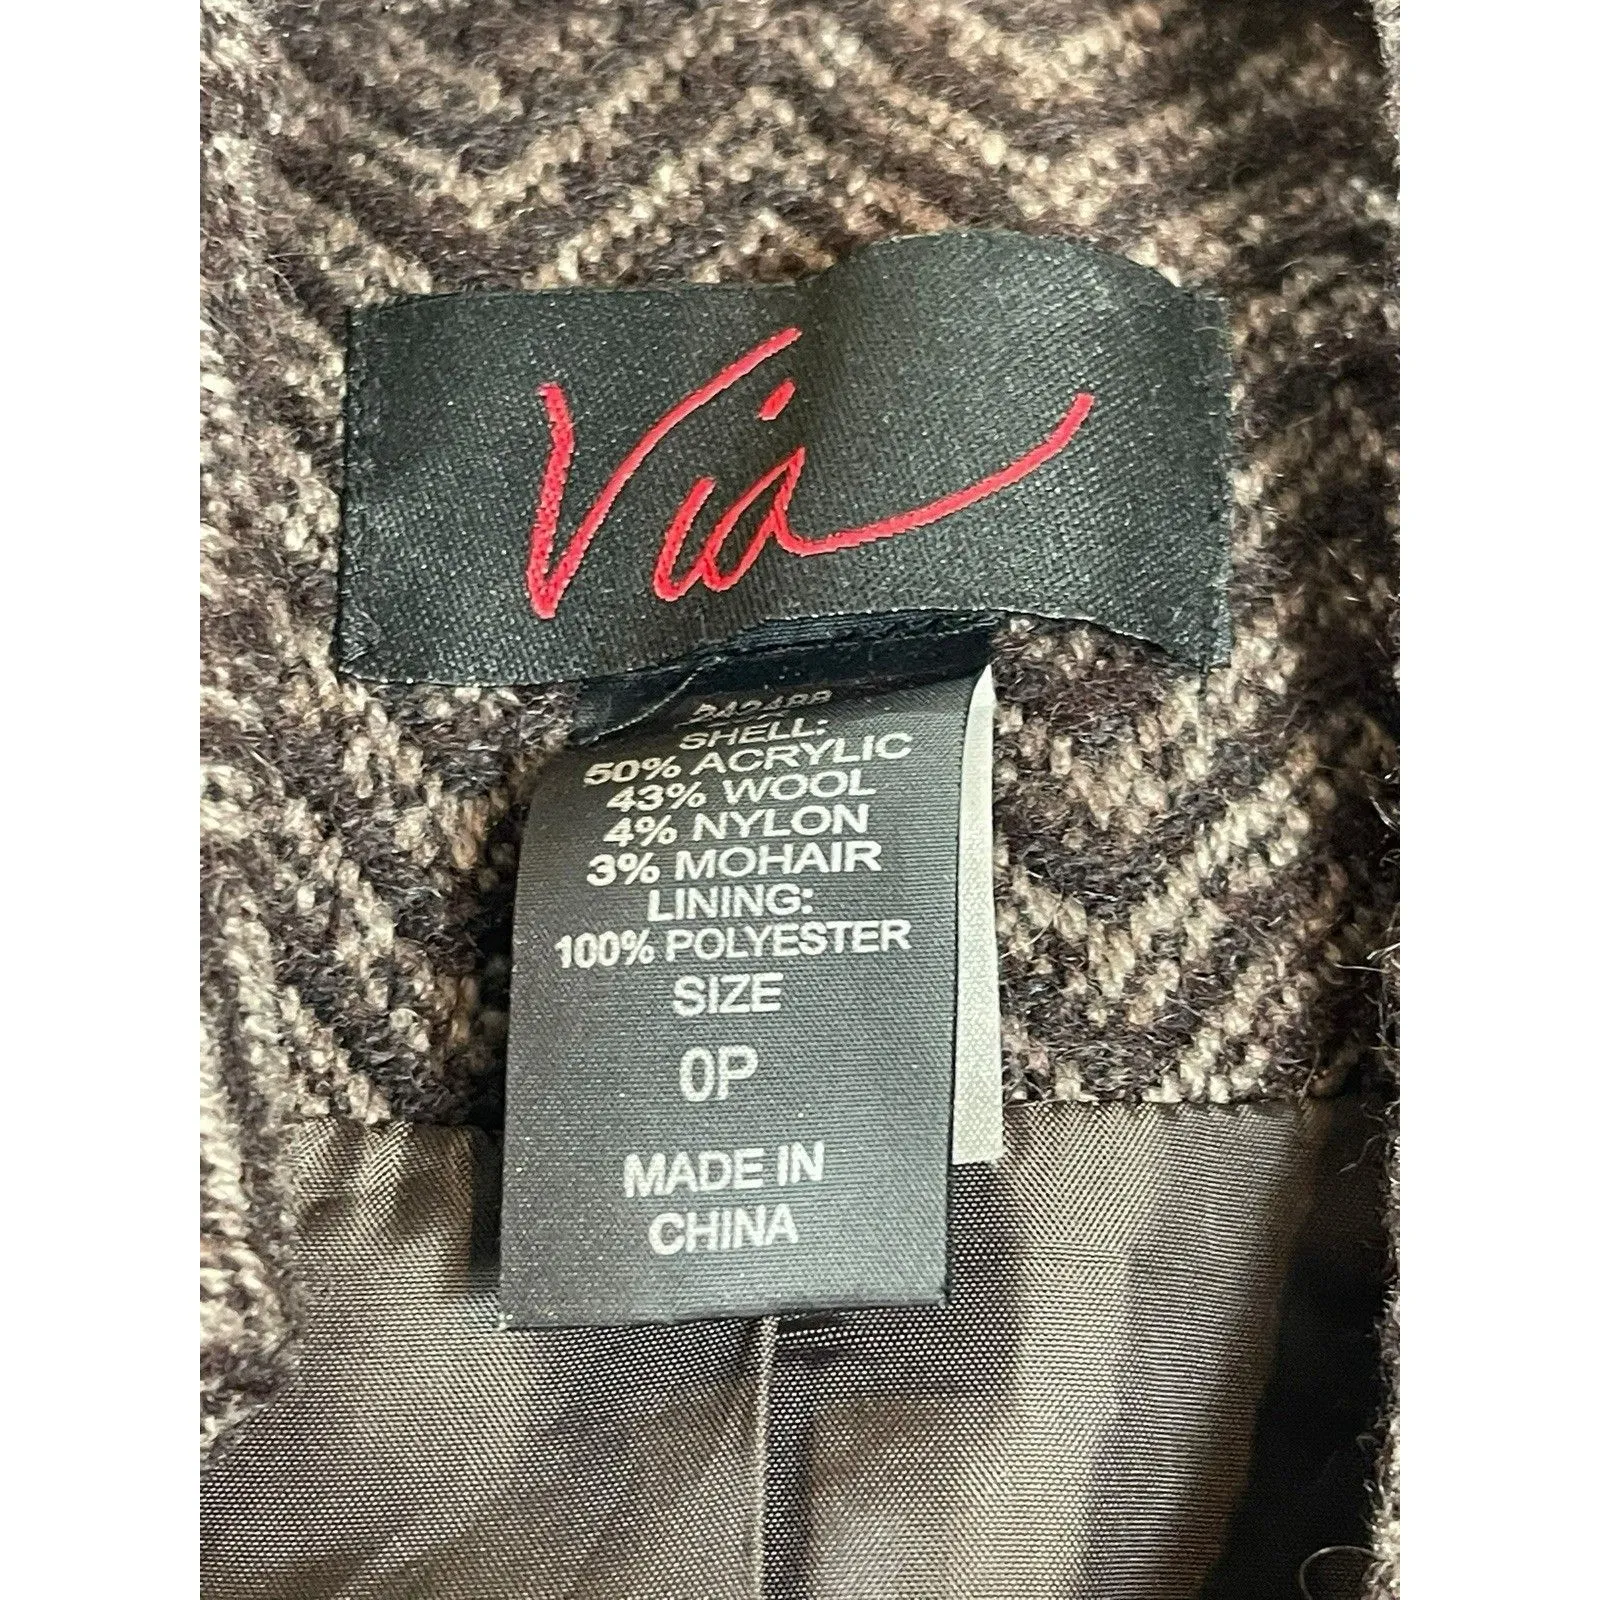 Via
SHELL:
50% ACRYLIC
43% WOOL
4% NYLON
3% MOHAIR
LINING:
100% POLYESTER
SIZE
0P
MADE IN
CHINA